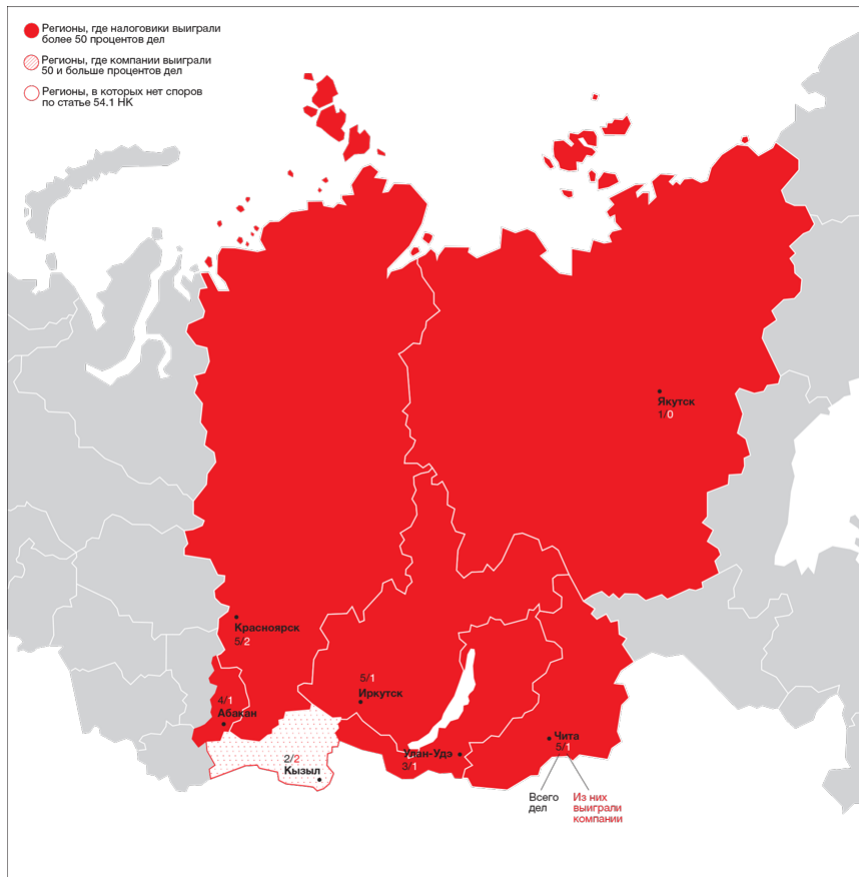 Регионы, где налоговики выиграли
более 50 процентов дел
Регионы, где компании выиграли
50 и больше процентов дел
Регионы, в которых нет споров
по статье 54.1 НК
Якутск
1/0
Красноярск
5/2
5/1
Иркутск
4/1
Абакан
2/2
Кызыл
Улан-Удэ
3/1
Чита
5/1
Всего
дел
Из них
выиграли
компании